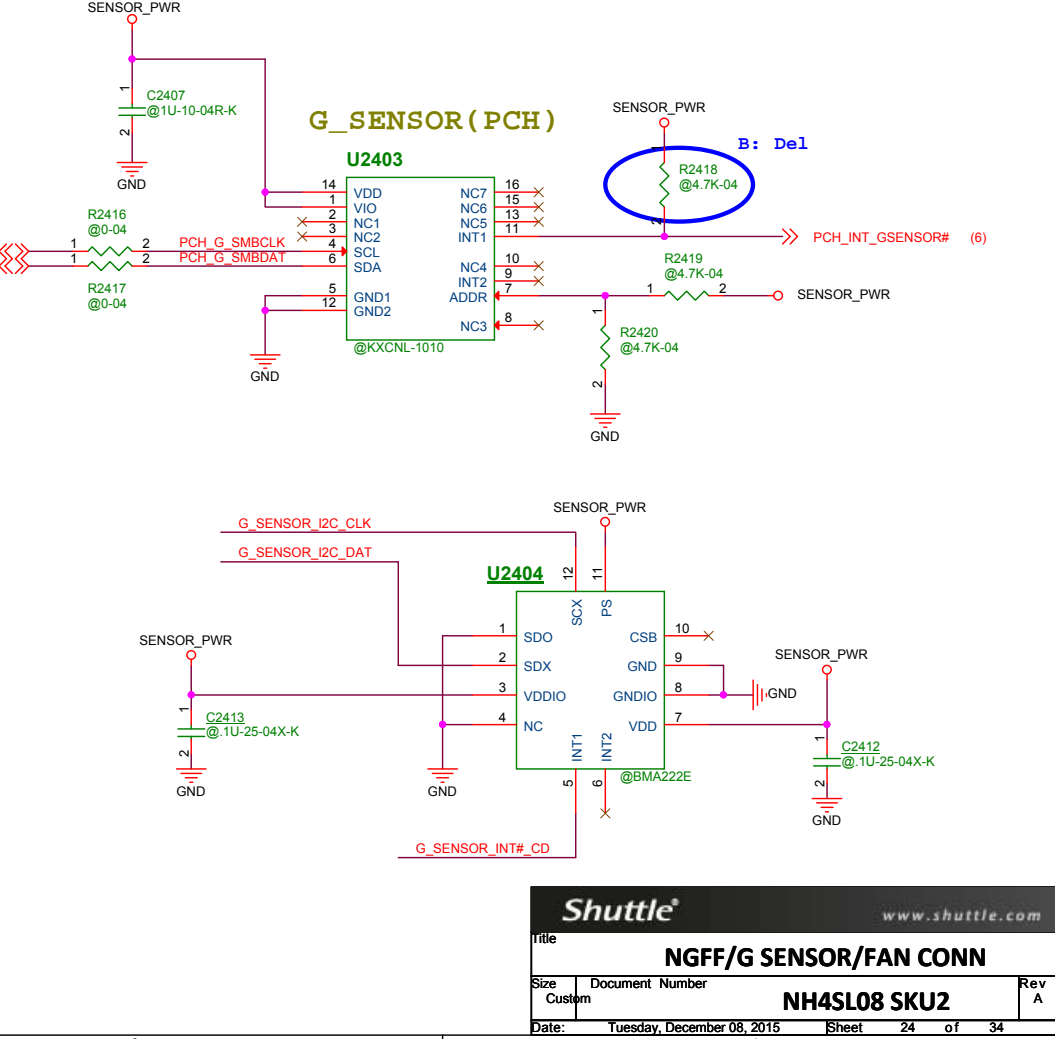 SENSOR_PWR
1
C2407
@1U-10-04R-K
2
GND
G_SENSOR(PCH)
SENSOR_PWR
B: Del
1
R2418
@4.7K-04
2
U2403
14
VDD
1
VIO
2
NC1
3
NC2
4
SCL
6
SDA
5
GND1
12
GND2
NC7
16
NC6
15
NC5
13
INT1
11
NC4
10
INT2
9
ADDR
7
NC3
8
@KXCNL-1010
R2416
@0-04
1
2
PCH_G_SMBCLK
1
2
PCH_G_SMBDAT
R2417
@0-04
GND
PCH_INT_GSENSOR# (6)
R2419
@4.7K-04
1
2
SENSOR_PWR
1
R2420
@4.7K-04
2
GND
SENSOR_PWR
G_SENSOR_I2C_CLK
G_SENSOR_I2C_DAT
U2404
12
11
SCX
PS
1
SDO
2
SDX
3
VDDIO
4
NC
CSB
10
GND
9
GNDIO
8
VDD
7
INT1
INT2
5
6
@BMA222E
SENSOR_PWR
1
C2413
@.1U-25-04X-K
2
GND
GND
GND
SENSOR_PWR
1
C2412
@.1U-25-04X-K
2
GND
G_SENSOR_INT#_CD
Shuttle®
www.shuttle.com
Title
NGFF/G SENSOR/FAN CONN
Size
Custom
Document Number
NH4SL08 SKU2
Rev
A
Date: Tuesday, December 08, 2015
Sheet 24 of 34